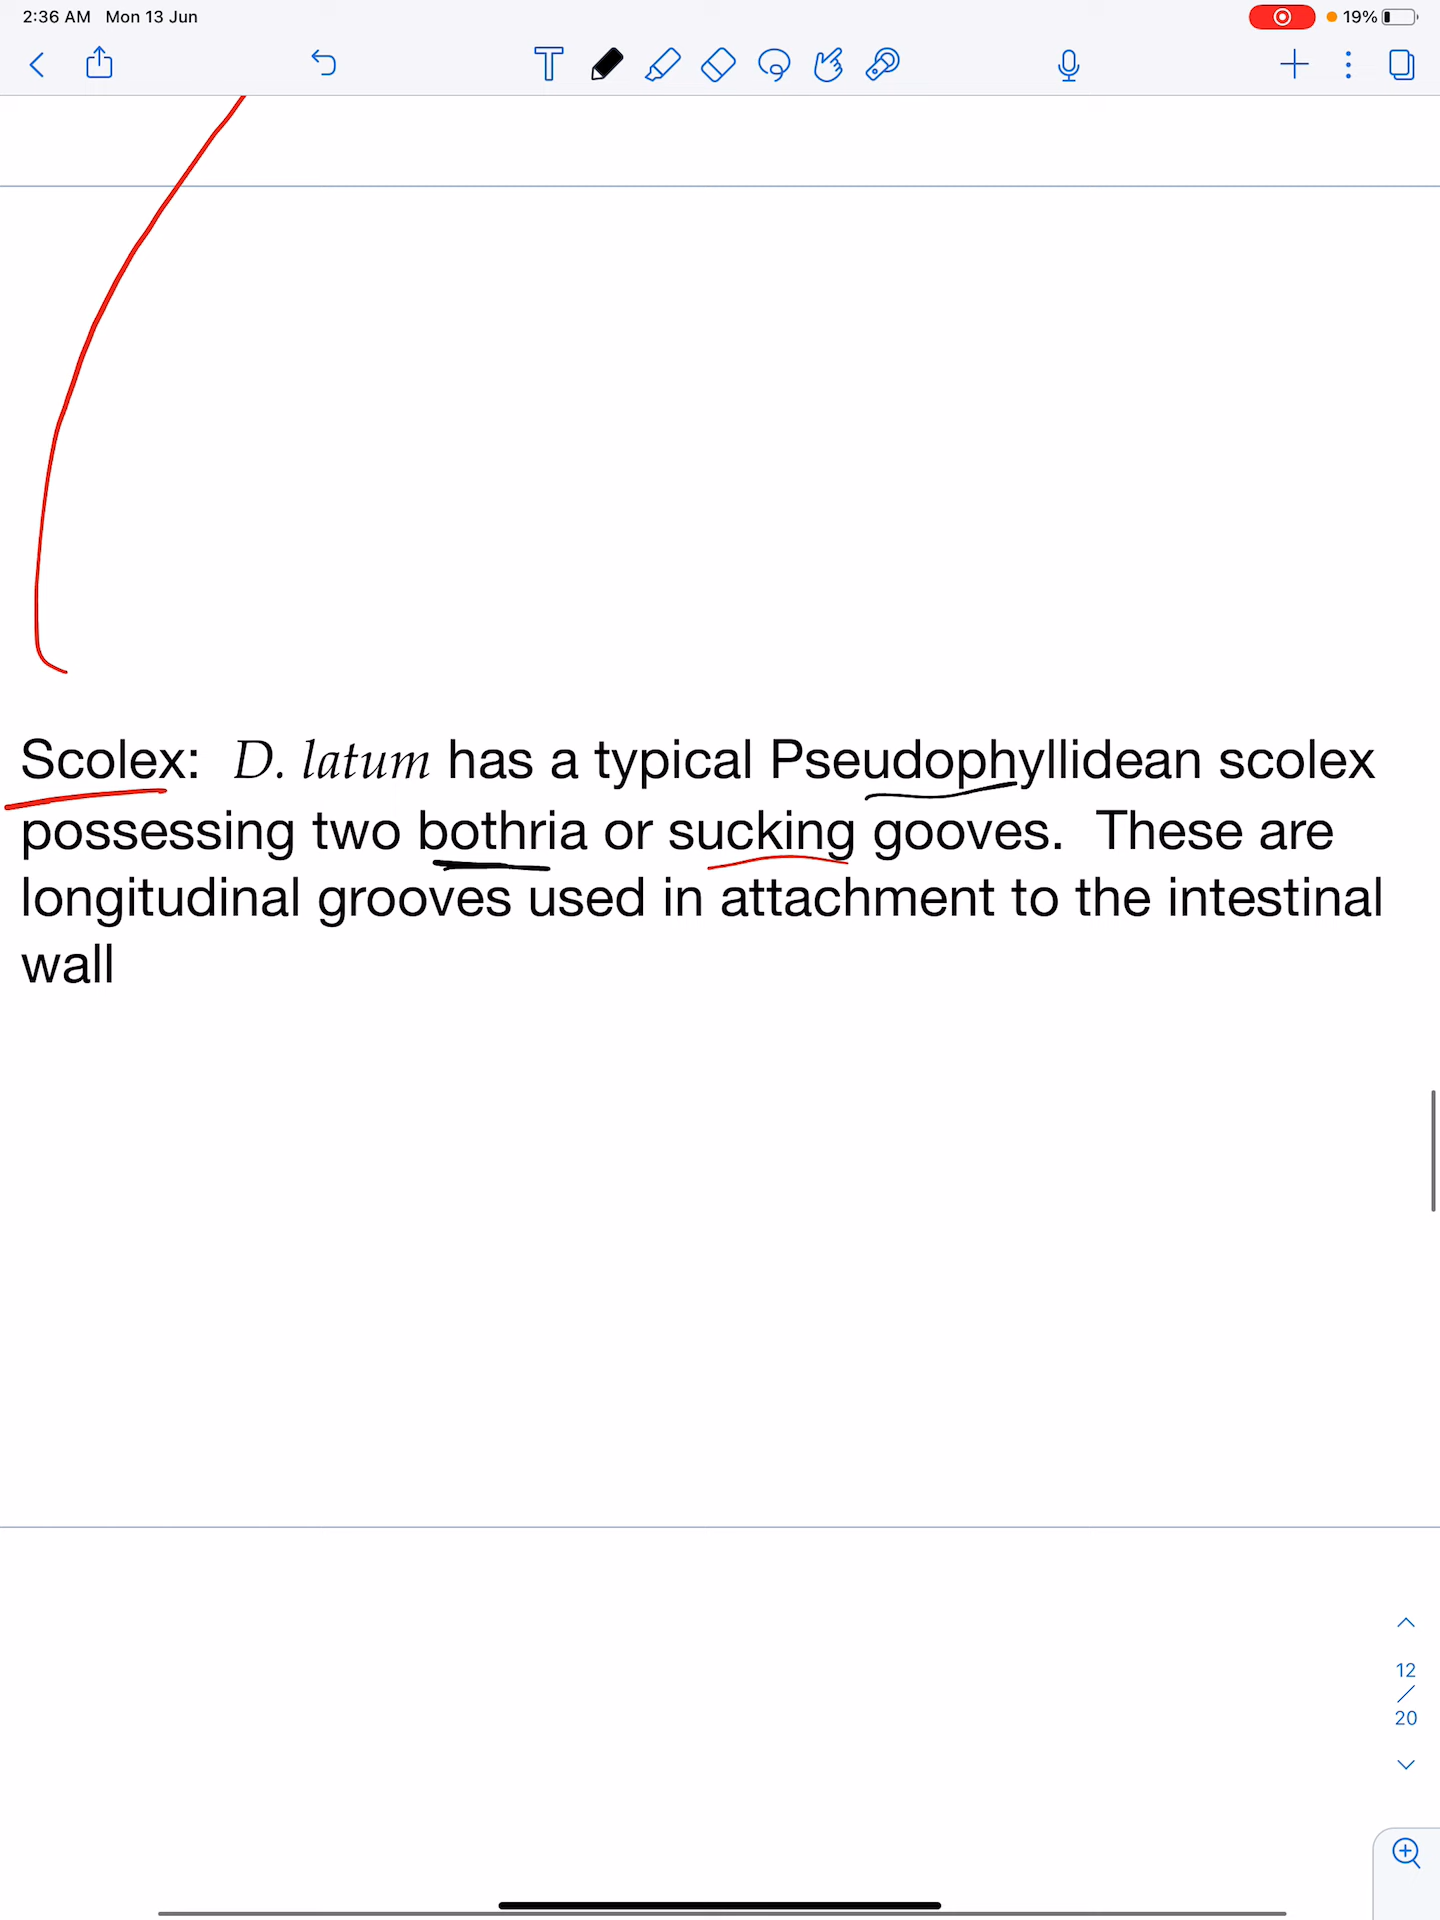 2:36 AM Mon 13 Jun
19%
T
Scolex: D. latum has a typical Pseudophyllidean scolex
possessing two bothria or sucking gooves. These are
longitudinal grooves used in attachment to the intestinal
wall
12
/
20